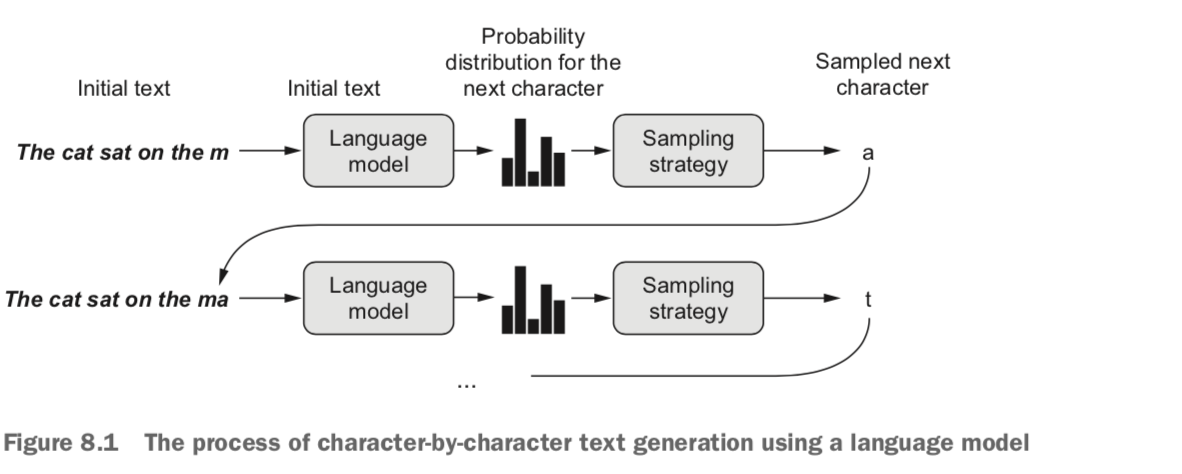 Probability
distribution for the
next character
Sampled next
character
Initial text
Initial text
The cat sat on the m
Language
model
Sampling
strategy
a
The cat sat on the ma
Language
model
Sampling
strategy
t
...
Figure 8.1 The process of character-by-character text generation using a language model